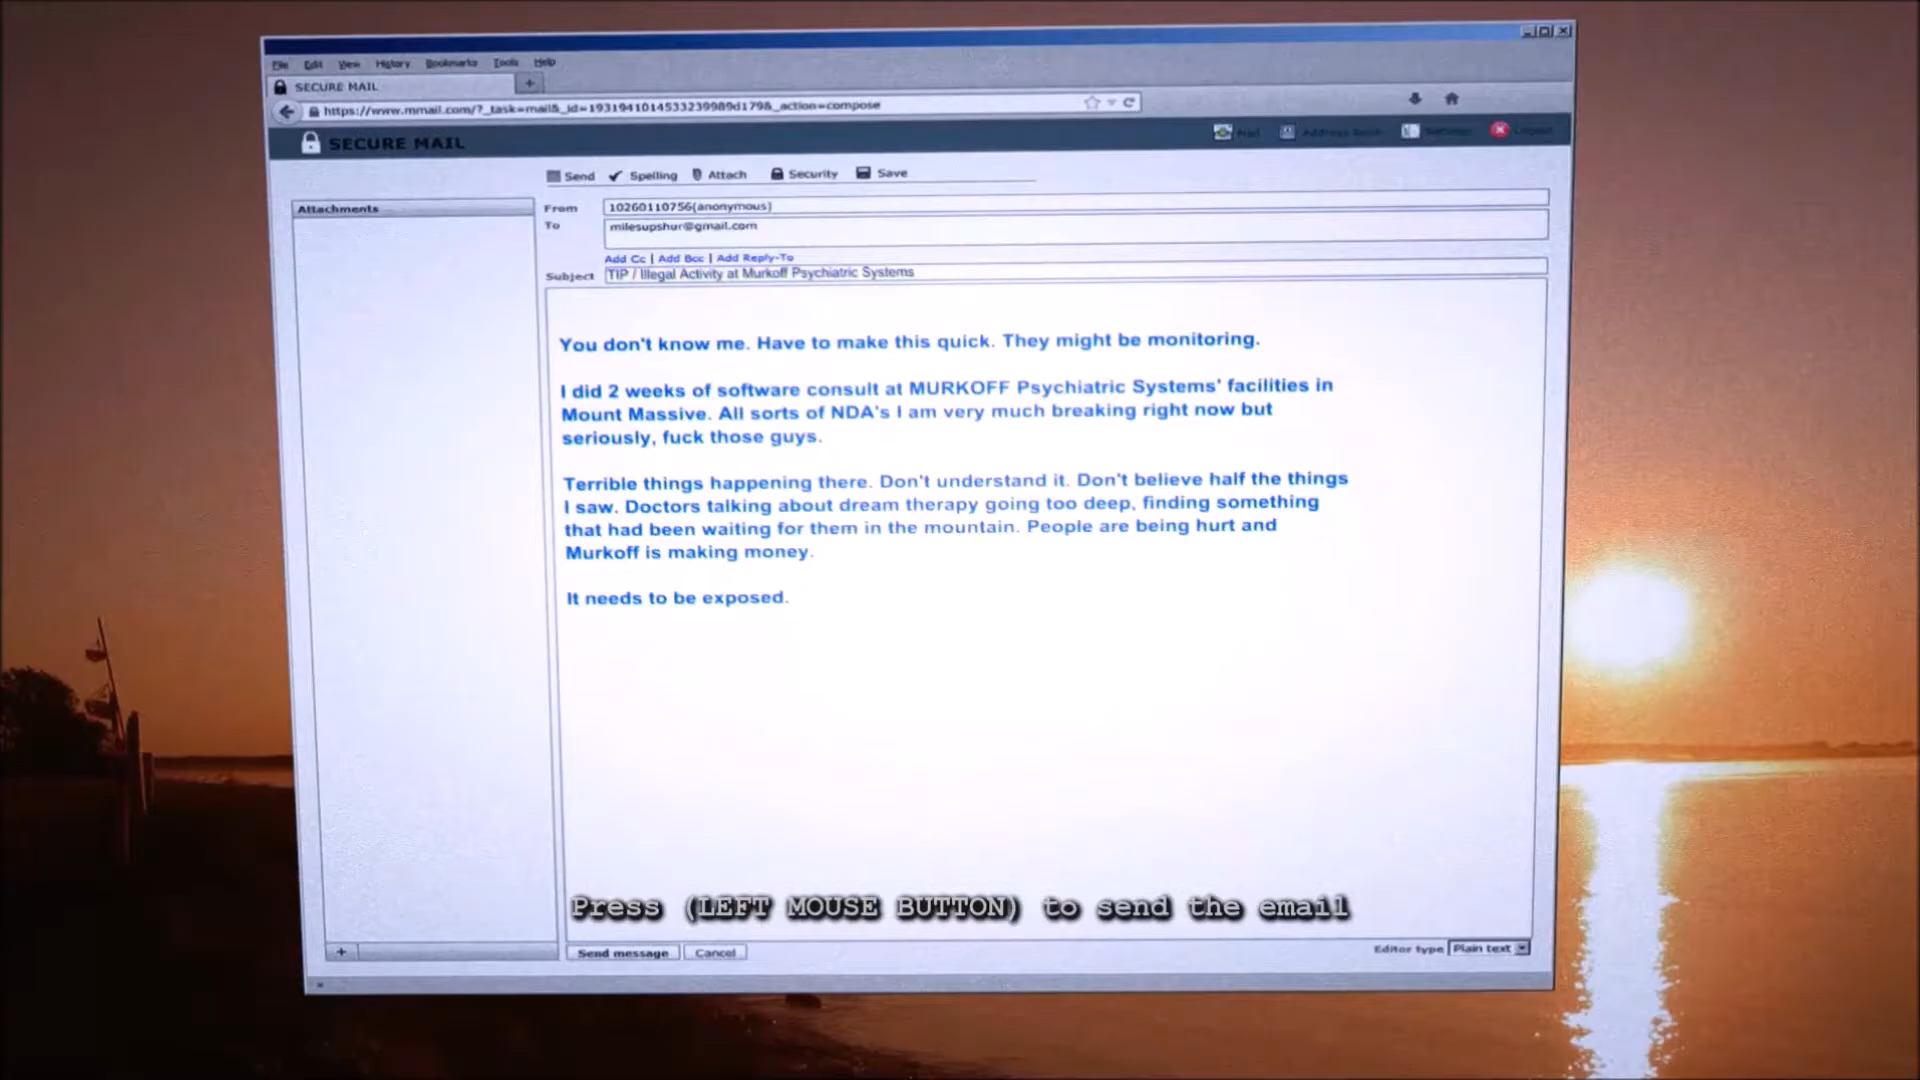 File Edit View History Bookmarks Tools Help
SECURE MAIL +
https://www.mmail.com/?_task=mail&_id=1931941014533239989d179&_action=compose
SECURE MAIL Mail Address Book Settings Logout
Send Spelling Attach Security Save
Attachments
From 10260110756(anonymous)
To milesupshur@gmail.com
Add Cc | Add Bcc | Add Reply-To
Subject TIP / Illegal Activity at Murkoff Psychiatric Systems
You don't know me. Have to make this quick. They might be monitoring.
I did 2 weeks of software consult at MURKOFF Psychiatric Systems' facilities in
Mount Massive. All sorts of NDA's I am very much breaking right now but
seriously, fuck those guys.
Terrible things happening there. Don't understand it. Don't believe half the things
I saw. Doctors talking about dream therapy going too deep, finding something
that had been waiting for them in the mountain. People are being hurt and
Murkoff is making money.
It needs to be exposed.
Press (LEFT MOUSE BUTTON) to send the email
+
Send message Cancel Editor type Plain text